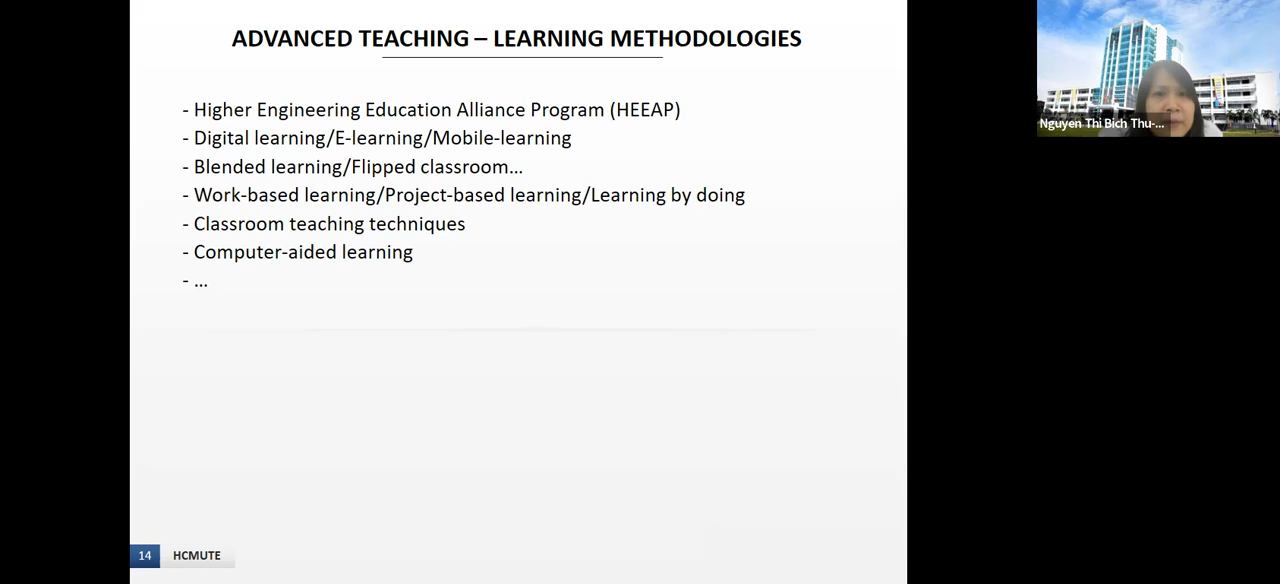 ADVANCED TEACHING – LEARNING METHODOLOGIES
- Higher Engineering Education Alliance Program (HEEAP)
- Digital learning/E-learning/Mobile-learning
- Blended learning/Flipped classroom...
- Work-based learning/Project-based learning/Learning by doing
- Classroom teaching techniques
- Computer-aided learning
- ...
14 HCMUTE
Nguyen Thi Bich Thu-...